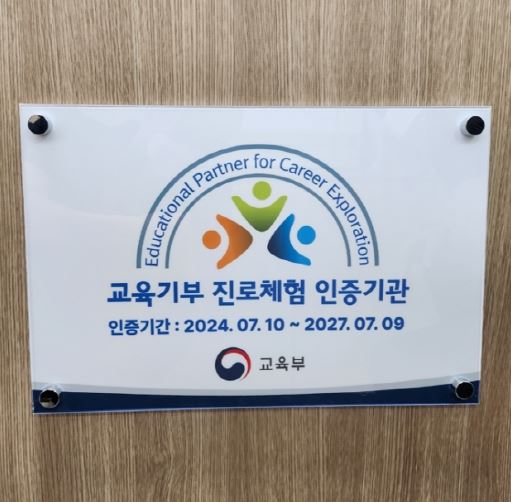 Educational Partner for Career Exploration
교육기부 진로체험 인증기관
인증기간 : 2024. 07. 10 ~ 2027. 07. 09
교육부